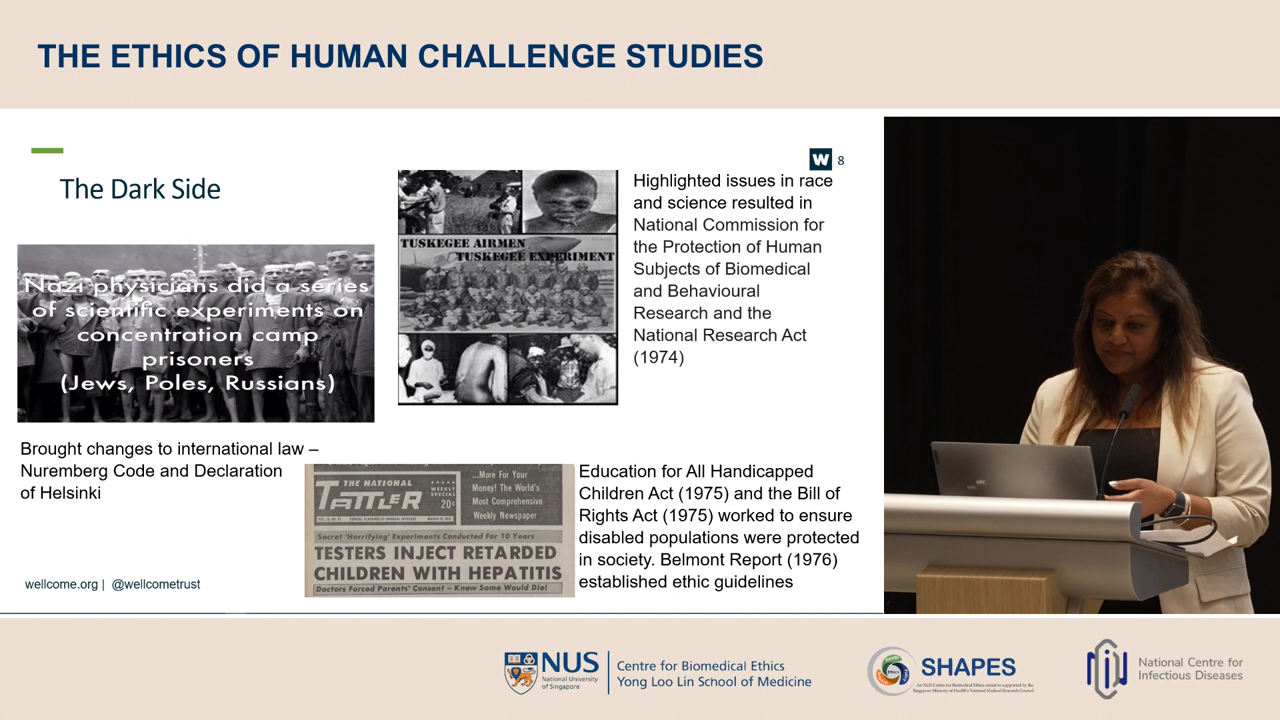 THE ETHICS OF HUMAN CHALLENGE STUDIES
W 8
The Dark Side
Nazi physicians did a series
of scientific experiments on
concentration camp
prisoners
(Jews, Poles, Russians)
Brought changes to international law –
Nuremberg Code and Declaration
of Helsinki
TUSKEGEE AIRMEN
TUSKEGEE EXPERIMENT
Highlighted issues in race
and science resulted in
National Commission for
the Protection of Human
Subjects of Biomedical
and Behavioural
Research and the
National Research Act
(1974)
THE NATIONAL
TATTLER
WEEKLY
SPECIAL
20¢
...More For Your
Money! The World's
Most Comprehensive
Weekly Newspaper
Secret 'Horrifying' Experiments Conducted For 10 Years
TESTERS INJECT RETARDED
CHILDREN WITH HEPATITIS
Doctors Forced Parents' Consent – Knew Some Would Die!
Education for All Handicapped
Children Act (1975) and the Bill of
Rights Act (1975) worked to ensure
disabled populations were protected
in society. Belmont Report (1976)
established ethic guidelines
wellcome.org | @wellcometrust
NUS
National University
of Singapore
Centre for Biomedical Ethics
Yong Loo Lin School of Medicine
SHAPES
An NUS Centre for Biomedical Ethics initiative supported by the
Singapore Ministry of Health's National Medical Research Council
National Centre for
Infectious Diseases